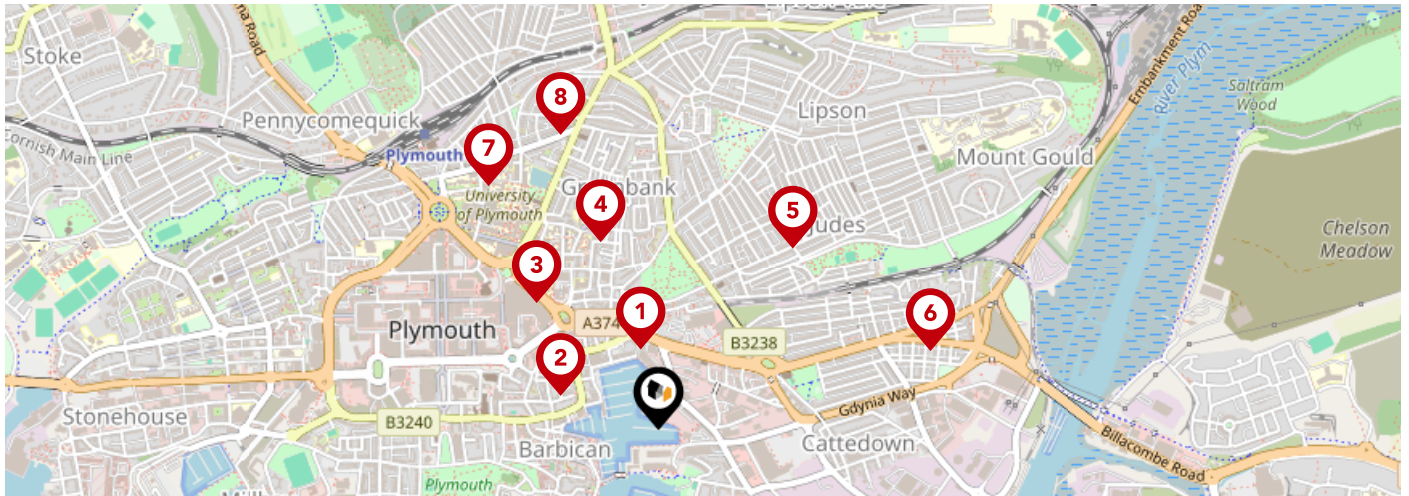 Stoke
ma Road
Embankment Roa
River Plym
Saltram
Wood
Lipson
Pennycomequick
Cornish Main Line
8
7
Plymouth
Mount Gould
University
of Plymouth
4
5
Chelson
Meadow
3
1
6
A374
Plymouth
B3238
2
Gdynia Way
Stonehouse
B3240
Cattedown
Barbican
Billacombe Road
Plymouth